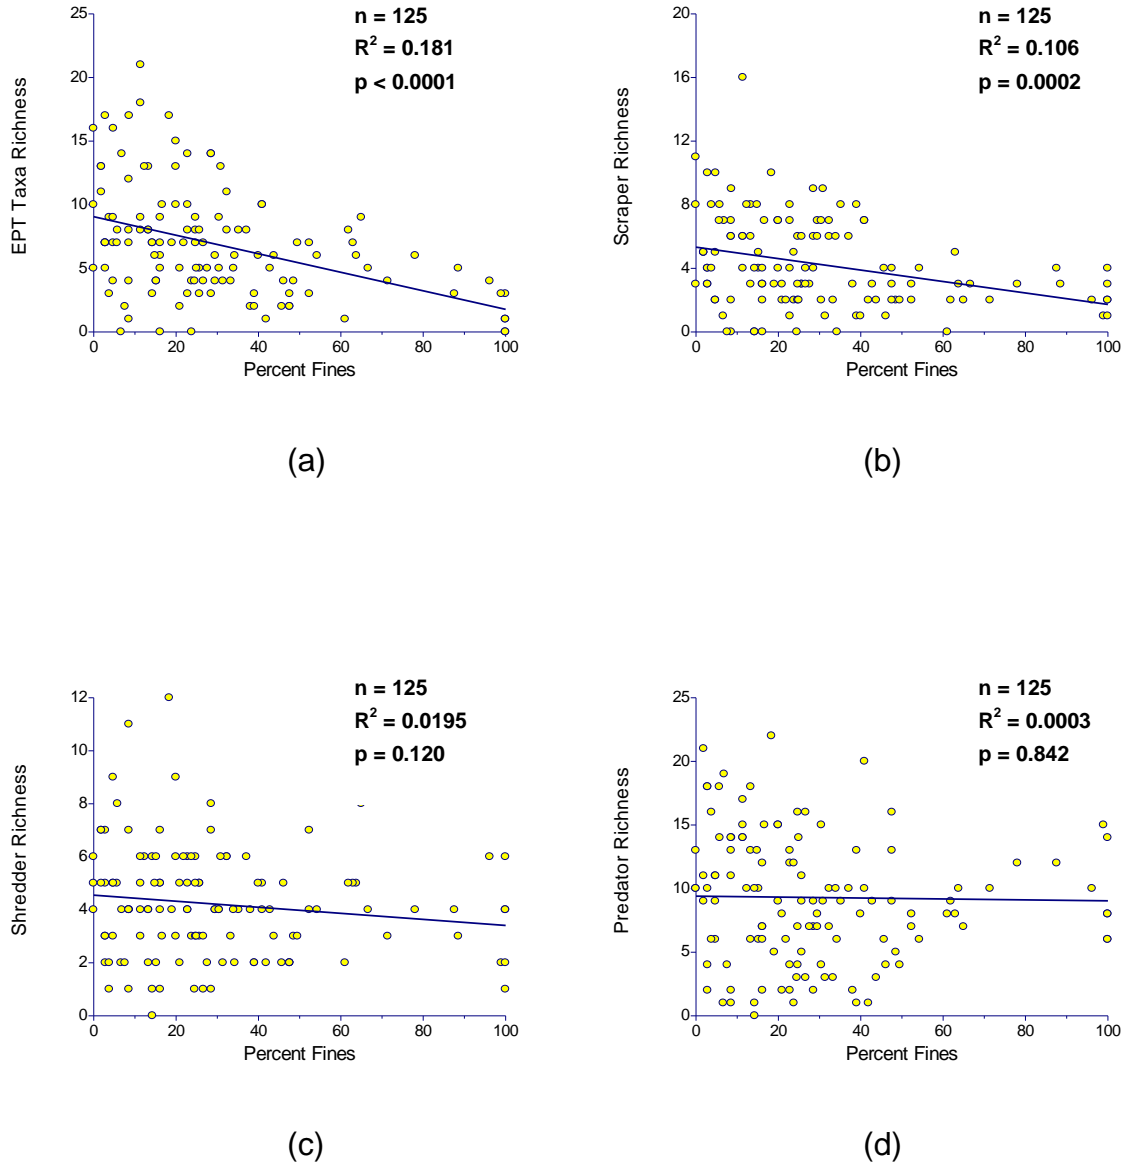 25
20
15
10
5
0
0
20
40
60
80
100
EPT Taxa Richness
Percent Fines
n = 125
R² = 0.181
p < 0.0001
(a)
20
16
12
8
4
0
0
20
40
60
80
100
Scraper Richness
Percent Fines
n = 125
R² = 0.106
p = 0.0002
(b)
12
10
8
6
4
2
0
0
20
40
60
80
100
Shredder Richness
Percent Fines
n = 125
R² = 0.0195
p = 0.120
(c)
25
20
15
10
5
0
0
20
40
60
80
100
Predator Richness
Percent Fines
n = 125
R² = 0.0003
p = 0.842
(d)